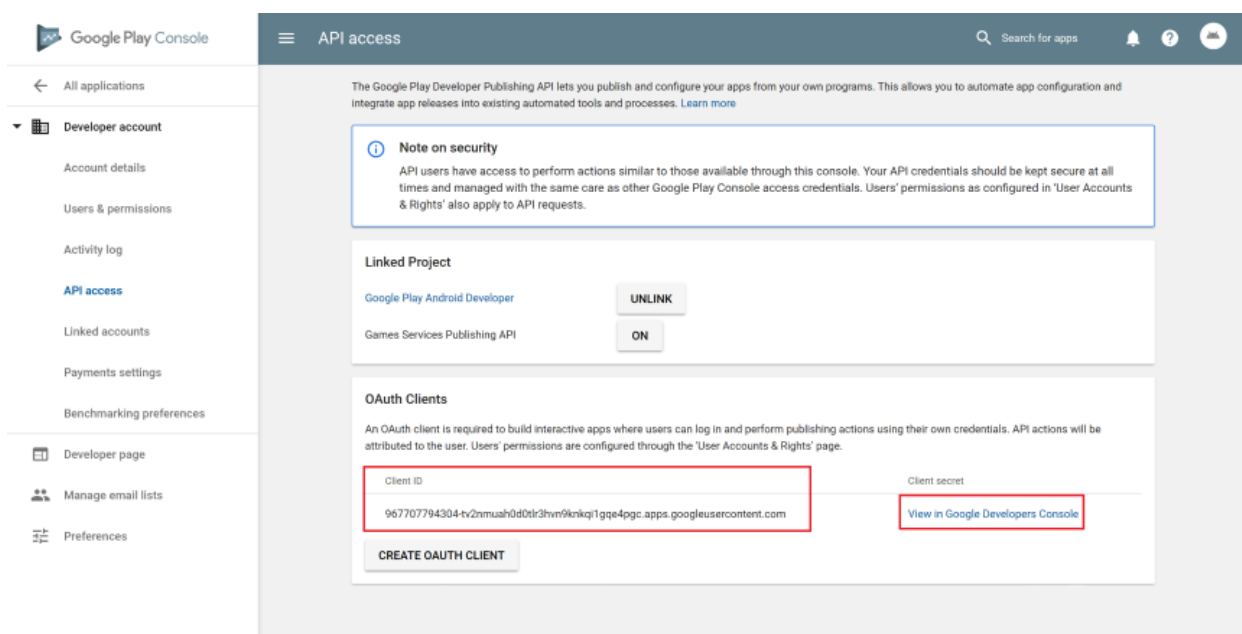 Google Play Console
API access
Search for apps
All applications
Developer account
Account details
Users & permissions
Activity log
API access
Linked accounts
Payments settings
Benchmarking preferences
Developer page
Manage email lists
Preferences
The Google Play Developer Publishing API lets you publish and configure your apps from your own programs. This allows you to automate app configuration and
integrate app releases into existing automated tools and processes. Learn more
Note on security
API users have access to perform actions similar to those available through this console. Your API credentials should be kept secure at all
times and managed with the same care as other Google Play Console access credentials. Users' permissions as configured in 'User Accounts
& Rights' also apply to API requests.
Linked Project
Google Play Android Developer UNLINK
Games Services Publishing API ON
OAuth Clients
An OAuth client is required to build interactive apps where users can log in and perform publishing actions using their own credentials. API actions will be
attributed to the user. Users' permissions are configured through the 'User Accounts & Rights' page.
Client ID Client secret
967707794304-tv2nmuah0d0tlr3hvn9knkqi1gqe4pgc.apps.googleusercontent.com View in Google Developers Console
CREATE OAUTH CLIENT